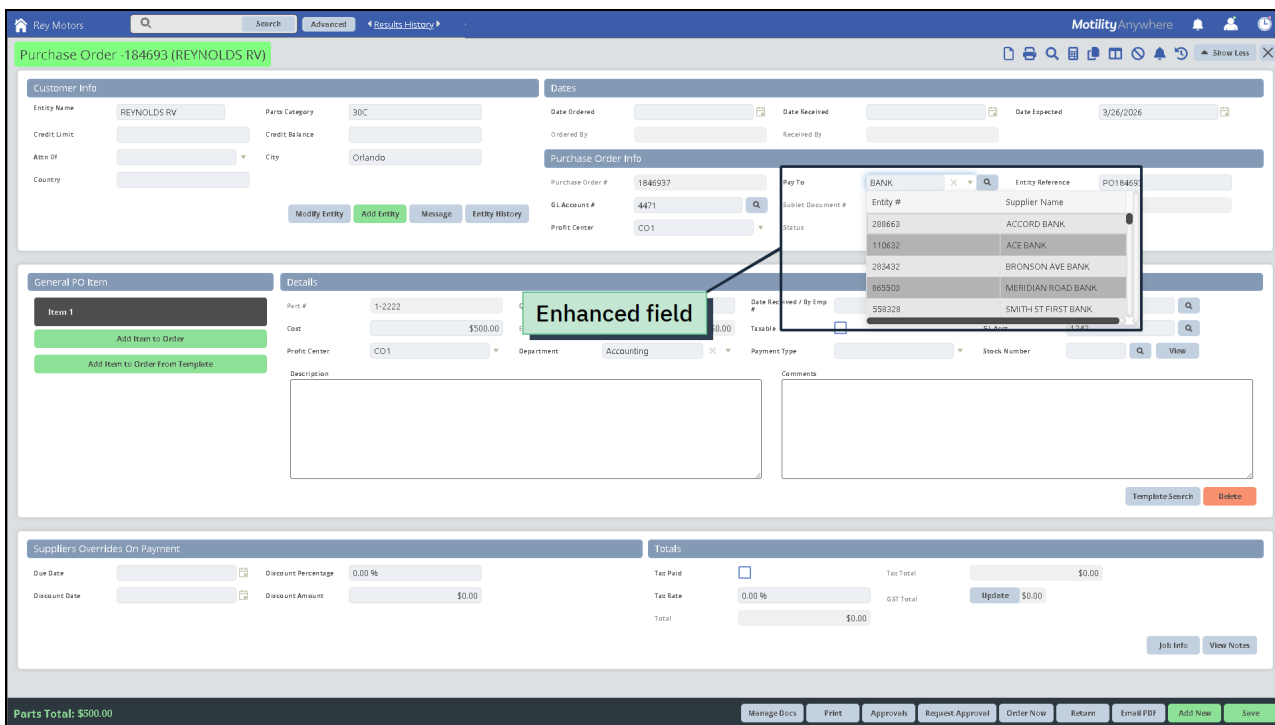 Rey Motors Search Advanced Results History MotilityAnywhere
Purchase Order -184693 (REYNOLDS RV) Show Less
Customer Info Dates
Entity Name REYNOLDS RV Parts Category 30C Date Ordered Date Received Date Expected 3/26/2026
Credit Limit Credit Balance Ordered By Received By
Attn Of City Orlando Purchase Order Info
Country Purchase Order # 1846937 Pay To BANK Entity Reference PO184693
Modify Entity Add Entity Message Entity History GL Account # 4471 Sublet Document #
Profit Center CO1 Status
Entity # Supplier Name
288663 ACCORD BANK
110632 ACE BANK
283432 BRONSON AVE BANK
865503 MERIDIAN ROAD BANK
558328 SMITH ST FIRST BANK
Enhanced field
General PO Item Details
Item 1 Part # 1-2222 Date Received / By Emp #
Add Item to Order Cost $500.00 Taxable GL Acct 1242
Add Item to Order From Template Profit Center CO1 Department Accounting Payment Type Stock Number View
Description Comments
Template Search Delete
Suppliers Overrides On Payment Totals
Due Date Discount Percentage 0.00 % Tax Paid Tax Total $0.00
Discount Date Discount Amount $0.00 Tax Rate 0.00 % GST Total Update $0.00
Total $0.00
Job Info View Notes
Parts Total: $500.00 Manage Docs Print Approvals Request Approval Order Now Return Email PDF Add New Save